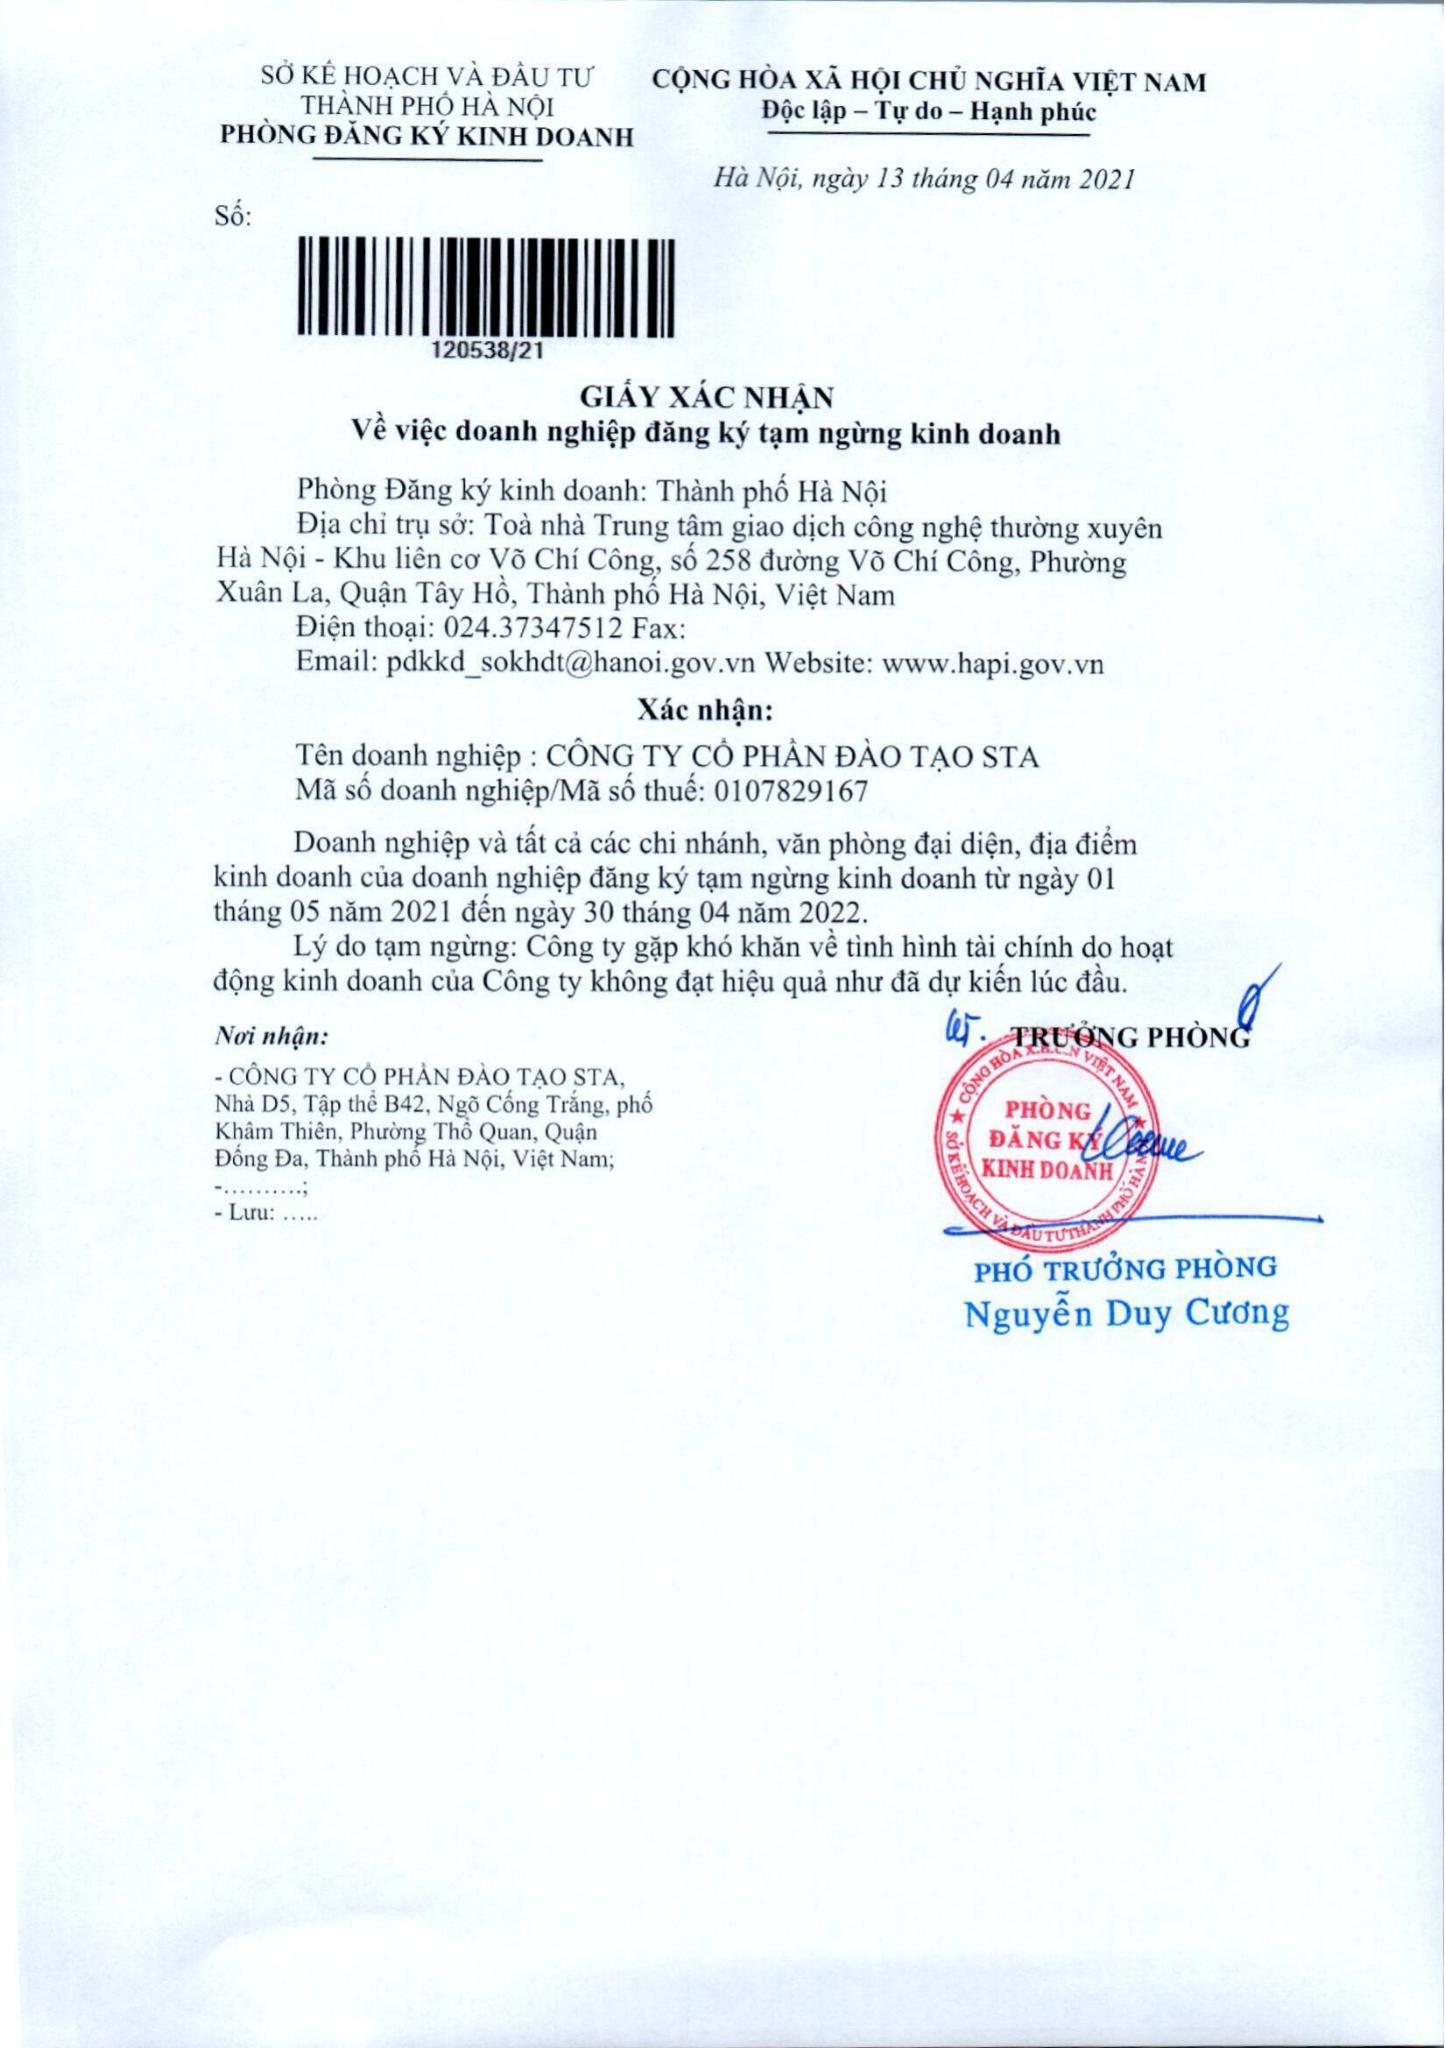 SỞ KẾ HOẠCH VÀ ĐẦU TƯ
THÀNH PHỐ HÀ NỘI
PHÒNG ĐĂNG KÝ KINH DOANH
CỘNG HÒA XÃ HỘI CHỦ NGHĨA VIỆT NAM
Độc lập – Tự do – Hạnh phúc
Hà Nội, ngày 13 tháng 04 năm 2021
Số:
120538/21
GIẤY XÁC NHẬN
Về việc doanh nghiệp đăng ký tạm ngừng kinh doanh
Phòng Đăng ký kinh doanh: Thành phố Hà Nội
Địa chỉ trụ sở: Toà nhà Trung tâm giao dịch công nghệ thường xuyên
Hà Nội - Khu liên cơ Võ Chí Công, số 258 đường Võ Chí Công, Phường
Xuân La, Quận Tây Hồ, Thành phố Hà Nội, Việt Nam
Điện thoại: 024.37347512 Fax:
Email: pdkkd_sokhdt@hanoi.gov.vn Website: www.hapi.gov.vn
Xác nhận:
Tên doanh nghiệp : CÔNG TY CỔ PHẦN ĐÀO TẠO STA
Mã số doanh nghiệp/Mã số thuế: 0107829167
Doanh nghiệp và tất cả các chi nhánh, văn phòng đại diện, địa điểm
kinh doanh của doanh nghiệp đăng ký tạm ngừng kinh doanh từ ngày 01
tháng 05 năm 2021 đến ngày 30 tháng 04 năm 2022.
Lý do tạm ngừng: Công ty gặp khó khăn về tình hình tài chính do hoạt
động kinh doanh của Công ty không đạt hiệu quả như đã dự kiến lúc đầu.
Nơi nhận:
- CÔNG TY CỔ PHẦN ĐÀO TẠO STA,
Nhà D5, Tập thể B42, Ngõ Cống Trắng, phố
Khâm Thiên, Phường Thổ Quan, Quận
Đống Đa, Thành phố Hà Nội, Việt Nam;
-..........;
- Lưu: .....
TRƯỞNG PHÒNG
CỘNG HÒA X.H.C.N VIỆT NAM
PHÒNG
ĐĂNG KÝ
KINH DOANH
SỞ KẾ HOẠCH VÀ ĐẦU TƯ THÀNH PHỐ HÀ NỘI
PHÓ TRƯỞNG PHÒNG
Nguyễn Duy Cương